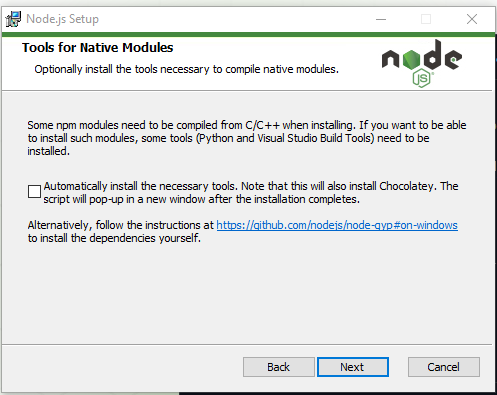 Node.js Setup
Tools for Native Modules
Optionally install the tools necessary to compile native modules.
node
JS
Some npm modules need to be compiled from C/C++ when installing. If you want to be able
to install such modules, some tools (Python and Visual Studio Build Tools) need to be
installed.
Automatically install the necessary tools. Note that this will also install Chocolatey. The
script will pop-up in a new window after the installation completes.
Alternatively, follow the instructions at https://github.com/nodejs/node-gyp#on-windows
to install the dependencies yourself.
Back Next Cancel